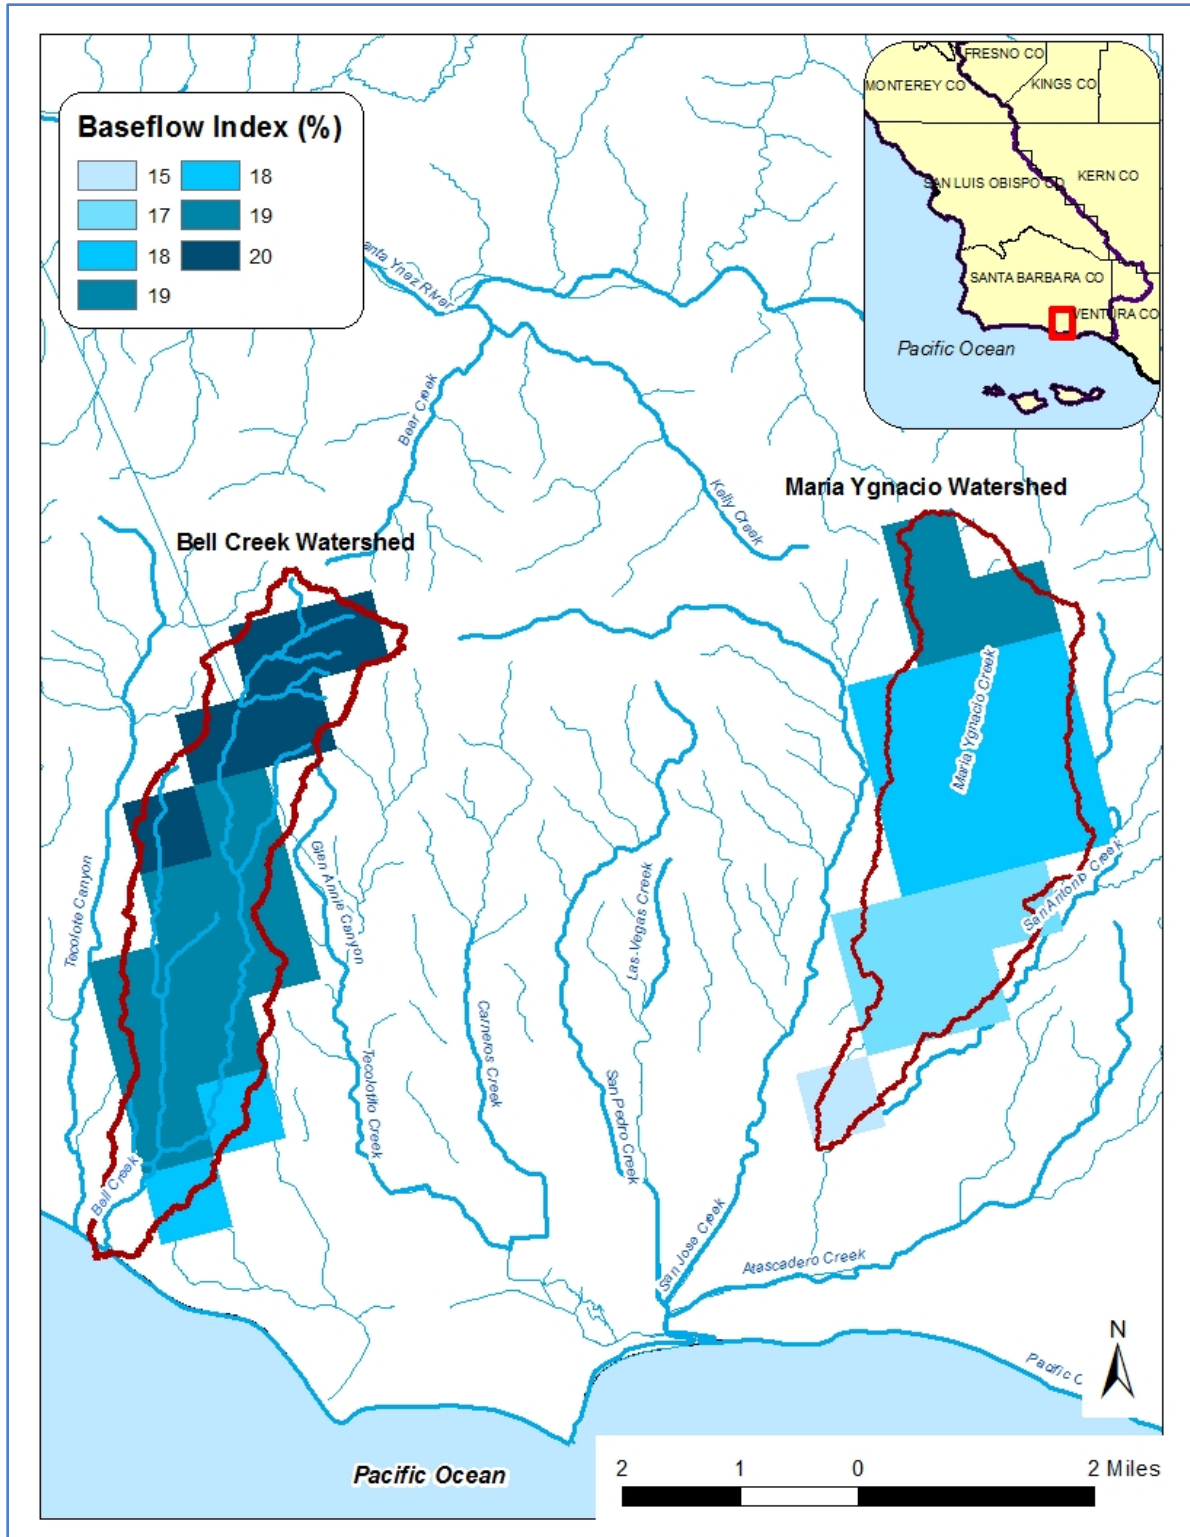 Baseflow Index (%)
15
18
17
19
18
20
19
FRESNO CO
MONTEREY CO
KINGS CO
SAN LUIS OBISPO CO
KERN CO
SANTA BARBARA CO
VENTURA CO
Pacific Ocean
anta Ynez River
Bear Creek
Kelly Creek
Maria Ygnacio Watershed
Bell Creek Watershed
Maria Ygnacio Creek
Glen Annie Canyon
Tecolote Canyon
Las Vegas Creek
San Antonio Creek
Carneros Creek
Tecolotito Creek
San Pedro Creek
Bell Creek
San Jose Creek
Atascadero Creek
N
Pacific
Pacific Ocean
2 1 0 2 Miles